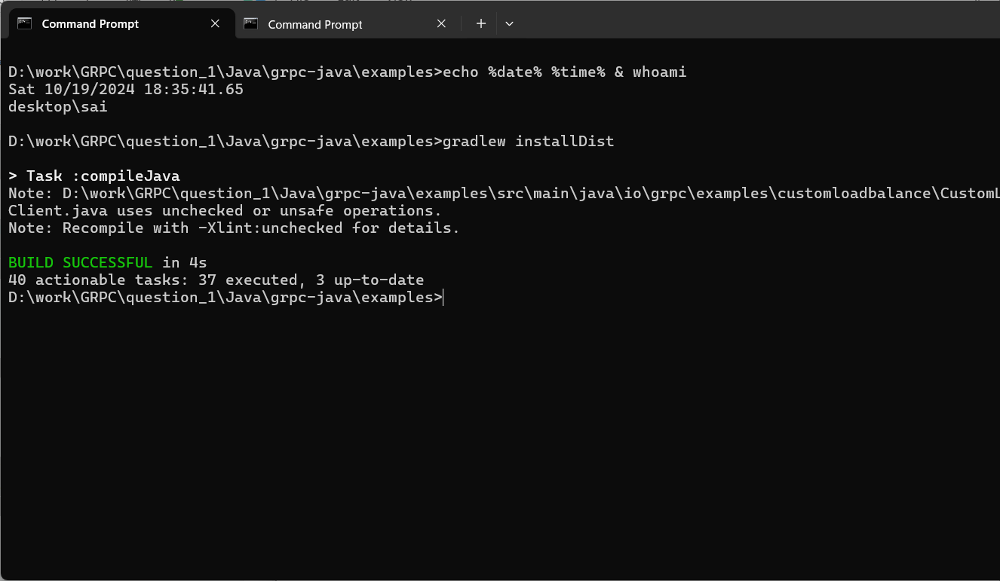 Command Prompt
Command Prompt
D:\work\GRPC\question_1\Java\grpc-java\examples>echo %date% %time% & whoami
Sat 10/19/2024 18:35:41.65
desktop\sai
D:\work\GRPC\question_1\Java\grpc-java\examples>gradlew installDist
> Task :compileJava
Note: D:\work\GRPC\question_1\Java\grpc-java\examples\src\main\java\io\grpc\examples\customloadbalance\CustomL
Client.java uses unchecked or unsafe operations.
Note: Recompile with -Xlint:unchecked for details.
BUILD SUCCESSFUL in 4s
40 actionable tasks: 37 executed, 3 up-to-date
D:\work\GRPC\question_1\Java\grpc-java\examples>